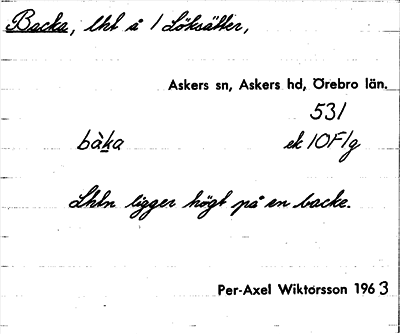 Backa, lht å 1 Löksätter,
Askers sn, Askers hd, Örebro län.
531
bàka ek 10F1g
Lhtn ligger högt på en backe.
Per-Axel Wiktorsson 1963